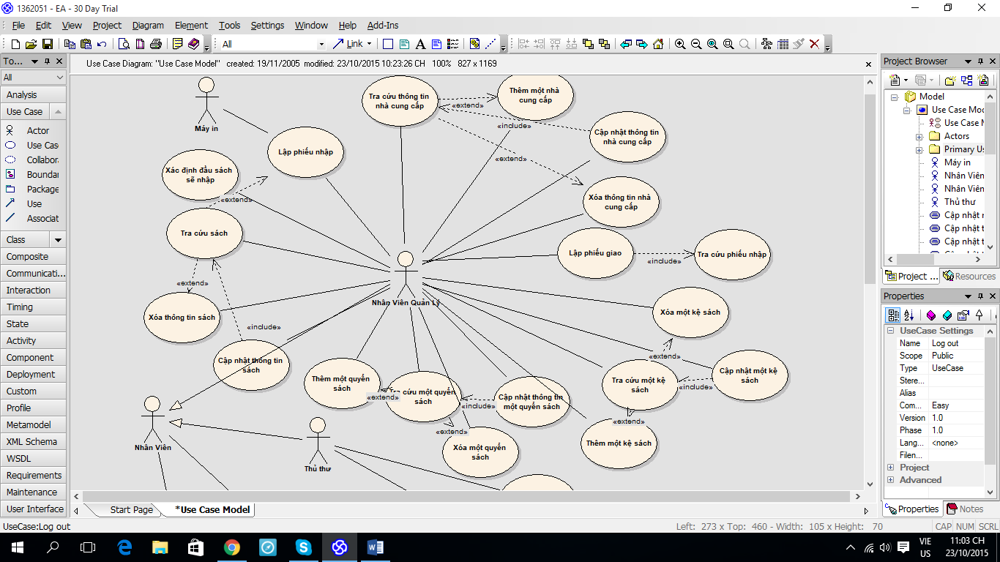 1362051 - EA - 30 Day Trial
File Edit View Project Diagram Element Tools Settings Window Help Add-Ins
All
Link
To...
All
Analysis
Use Case
Actor
Use Cas
Collabor
Boundar
Package
Use
Associat
Class
Composite
Communicati...
Interaction
Timing
State
Activity
Component
Deployment
Custom
Profile
Metamodel
XML Schema
WSDL
Requirements
Maintenance
User Interface
Use Case Diagram: "Use Case Model" created: 19/11/2005 modified: 23/10/2015 10:23:26 CH 100% 827 x 1169
Máy in
Lập phiếu nhập
Xác định đầu sách
sẽ nhập
«extend»
Tra cứu sách
«extend»
Xóa thông tin sách
«include»
Cập nhật thông tin
sách
Tra cứu thông tin
nhà cung cấp
«extend»
Thêm một nhà
cung cấp
«include»
Cập nhật thông tin
nhà cung cấp
«extend»
Xóa thông tin nhà
cung cấp
Lập phiếu giao
«include»
Tra cứu phiếu nhập
Nhân Viên Quản Lý
Xóa một kệ sách
«extend»
Tra cứu một kệ
sách
«include»
Cập nhật một kệ
sách
«extend»
Thêm một kệ sách
Thêm một quyển
sách
«extend»
cứu một quyển
sách
«include»
Cập nhật thông tin
một quyển sách
«extend»
Xóa một quyển
sách
Nhân Viên
Thủ thư
Start Page
*Use Case Model
Project Browser
Model
Use Case Moc
Use Case M
Actors
Primary Us
Máy in
Nhân Viên
Nhân Viên
Thủ thư
Cập nhật
Cập nhật t
Cập nhật t
Project ...
Resources
Properties
UseCase Settings
Name Log out
Scope Public
Type UseCase
Stere...
Alias
Com... Easy
Version 1.0
Phase 1.0
Lang... <none>
Filen...
Project
Advanced
Properties
Notes
UseCase:Log out
Left: 273 x Top: 460 - Width: 105 x Height: 70
CAP NUM SCRL
VIE
US
11:03 CH
23/10/2015